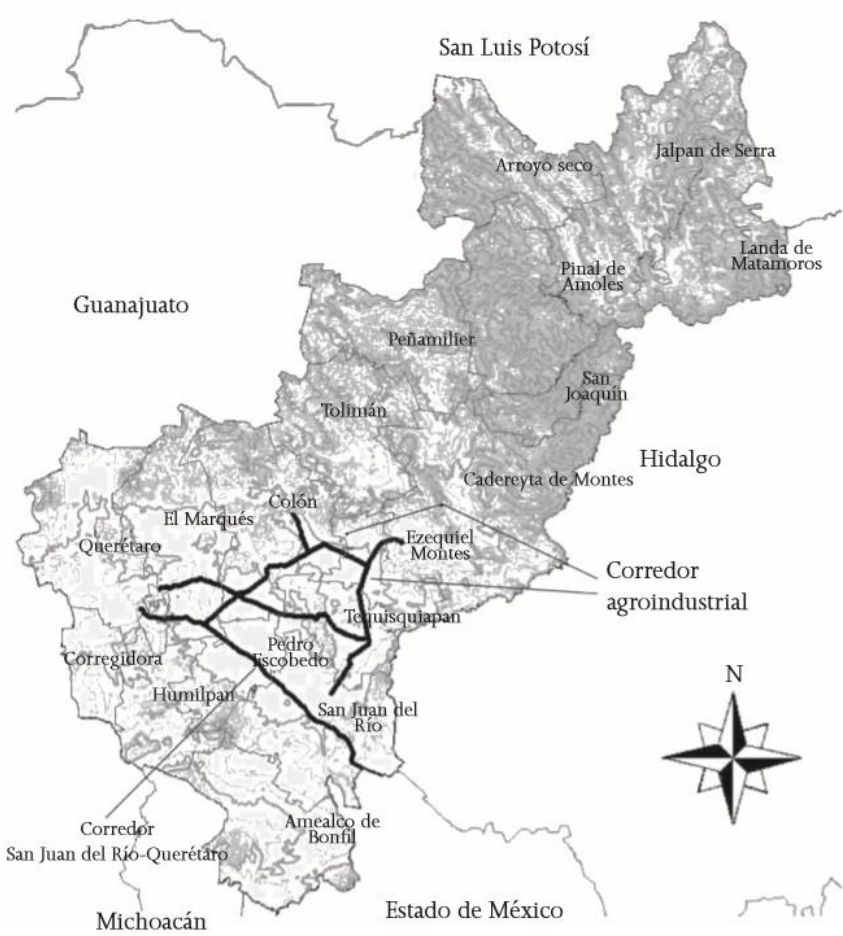 San Luis Potosí
Arroyo seco
Jalpan de Serra
Landa de
Matamoros
Pinal de
Amoles
Guanajuato
Peñamilier
San
Joaquín
Tolimán
Hidalgo
Cadereyta de Montes
Colón
El Marqués
Querétaro
Ezequiel
Montes
Corredor
agroindustrial
Tequisquiapan
Pedro
Escobedo
Corregidora
Humilpan
San Juan del
Río
N
Amealco de
Bonfil
Corredor
San Juan del Río-Querétaro
Michoacán
Estado de México